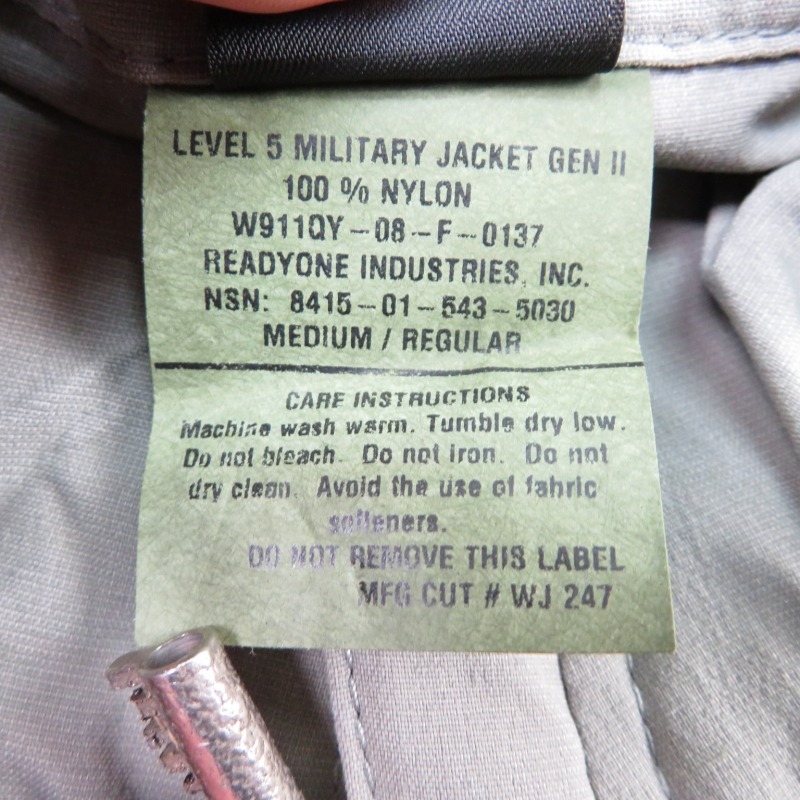 LEVEL 5 MILITARY JACKET GEN II
100 % NYLON
W911QY-08-F-0137
READYONE INDUSTRIES, INC.
NSN: 8415-01-543-5030
MEDIUM / REGULAR
CARE INSTRUCTIONS
Machine wash warm. Tumble dry low.
Do not bleach. Do not iron. Do not
dry clean. Avoid the use of fabric
softeners.
DO NOT REMOVE THIS LABEL
MFG CUT # WJ 247